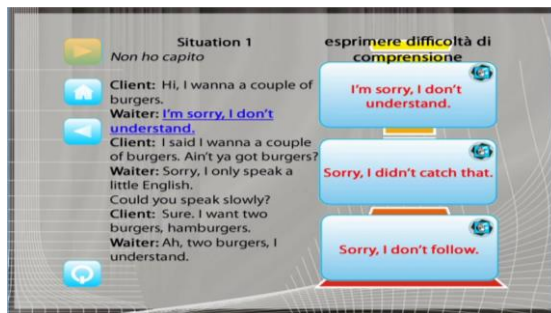 Situation 1
Non ho capito
Client: Hi, I wanna a couple of
burgers.
Waiter: I'm sorry, I don't
understand.
Client: I said I wanna a couple
of burgers. Ain't ya got burgers?
Waiter: Sorry, I only speak a
little English.
Could you speak slowly?
Client: Sure. I want two
burgers, hamburgers.
Waiter: Ah, two burgers, I
understand.
esprimere difficoltà di
comprensione
I'm sorry, I don't
understand.
Sorry, I didn't catch that.
Sorry, I don't follow.